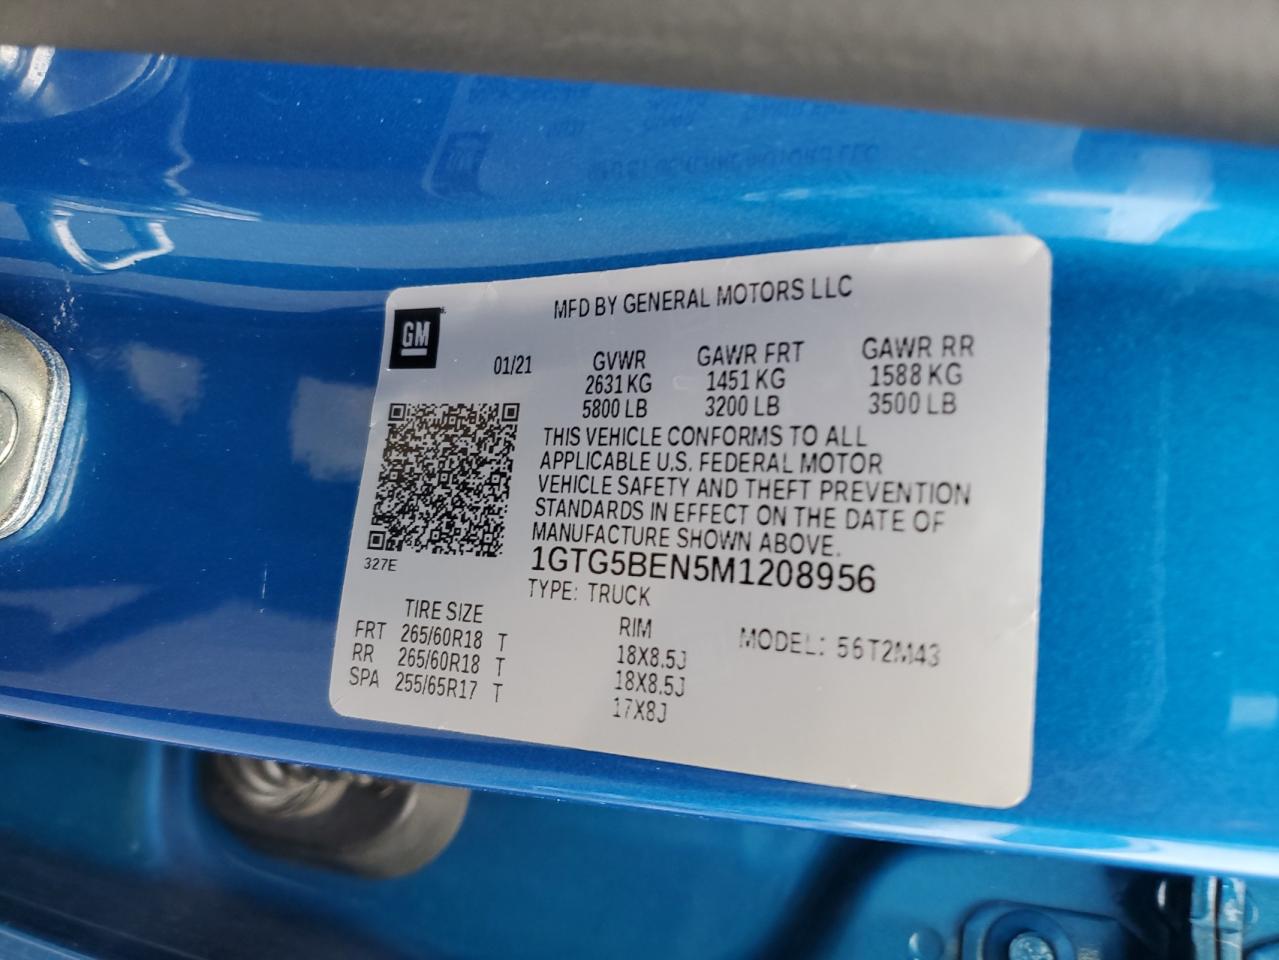 MFD BY GENERAL MOTORS LLC
GM
01/21
GVWR GAWR FRT GAWR RR
2631 KG 1451 KG 1588 KG
5800 LB 3200 LB 3500 LB
THIS VEHICLE CONFORMS TO ALL
APPLICABLE U.S. FEDERAL MOTOR
VEHICLE SAFETY AND THEFT PREVENTION
STANDARDS IN EFFECT ON THE DATE OF
MANUFACTURE SHOWN ABOVE.
327E
1GTG5BEN5M1208956
TYPE: TRUCK
TIRE SIZE RIM MODEL: 56T2M43
FRT 265/60R18 T 18X8.5J
RR 265/60R18 T 18X8.5J
SPA 255/65R17 T 17X8J